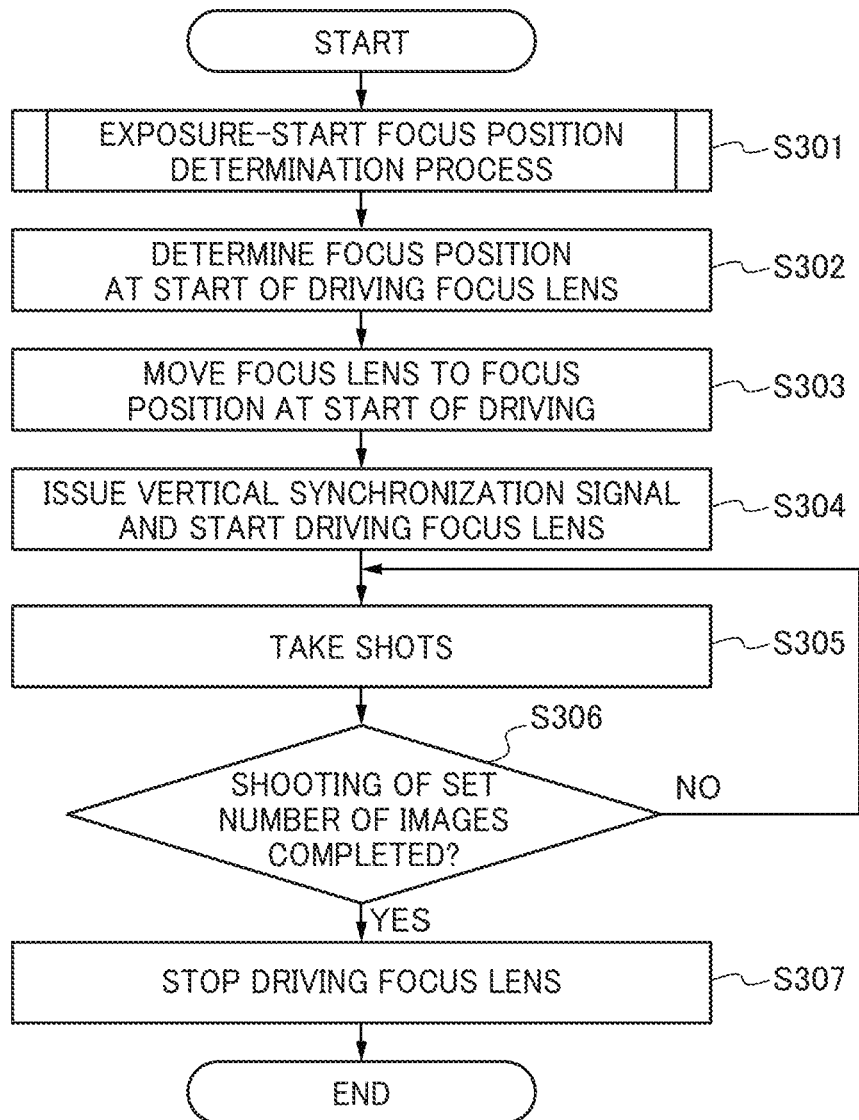 START
EXPOSURE-START FOCUS POSITION
DETERMINATION PROCESS
S301
DETERMINE FOCUS POSITION
AT START OF DRIVING FOCUS LENS
S302
MOVE FOCUS LENS TO FOCUS
POSITION AT START OF DRIVING
S303
ISSUE VERTICAL SYNCHRONIZATION SIGNAL
AND START DRIVING FOCUS LENS
S304
TAKE SHOTS
S305
S306
SHOOTING OF SET
NUMBER OF IMAGES
COMPLETED?
NO
YES
STOP DRIVING FOCUS LENS
S307
END